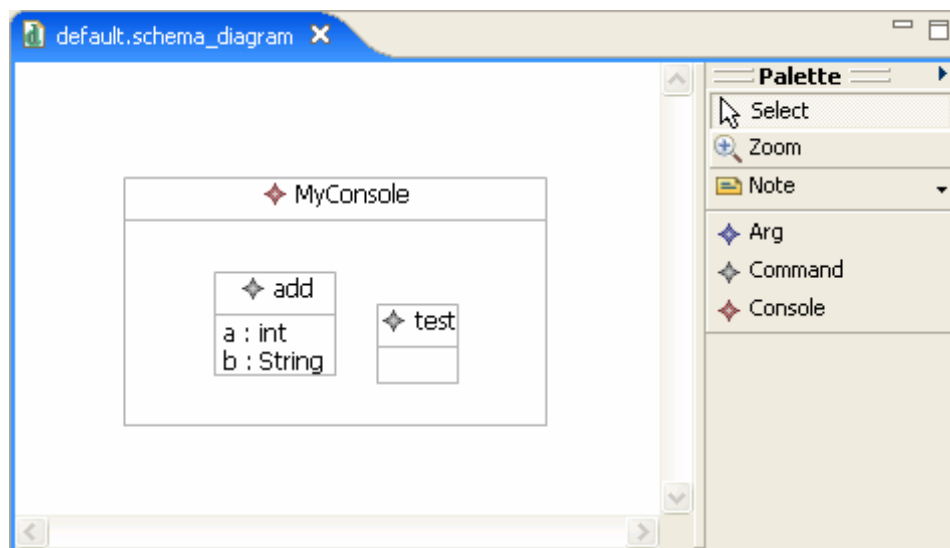 default.schema_diagram
Palette
Select
Zoom
Note
Arg
Command
Console
MyConsole
add
a : int
b : String
test